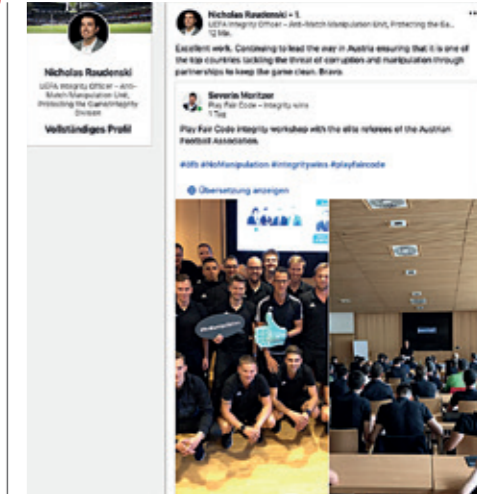 Nicholas Raudenski
UEFA Integrity Officer – Anti-
Match Manipulation Unit,
Protecting the Game/Integrity
Division
Vollständiges Profil
Nicholas Raudenski • 1.
UEFA Integrity Officer – Anti-Match Manipulation Unit, Protecting the Ga...
12 Min.
Excellent work. Continuing to lead the way in Austria ensuring that it is one of
the top countries tackling the threat of corruption and manipulation through
partnerships to keep the game clean. Bravo.
Severin Moritzer
Play Fair Code – Integrity wins
1 Tag
Play Fair Code integrity workshop with the elite referees of the Austrian
Football Association.
#öfb #NoManipulation #integritywins #playfaircode
Übersetzung anzeigen